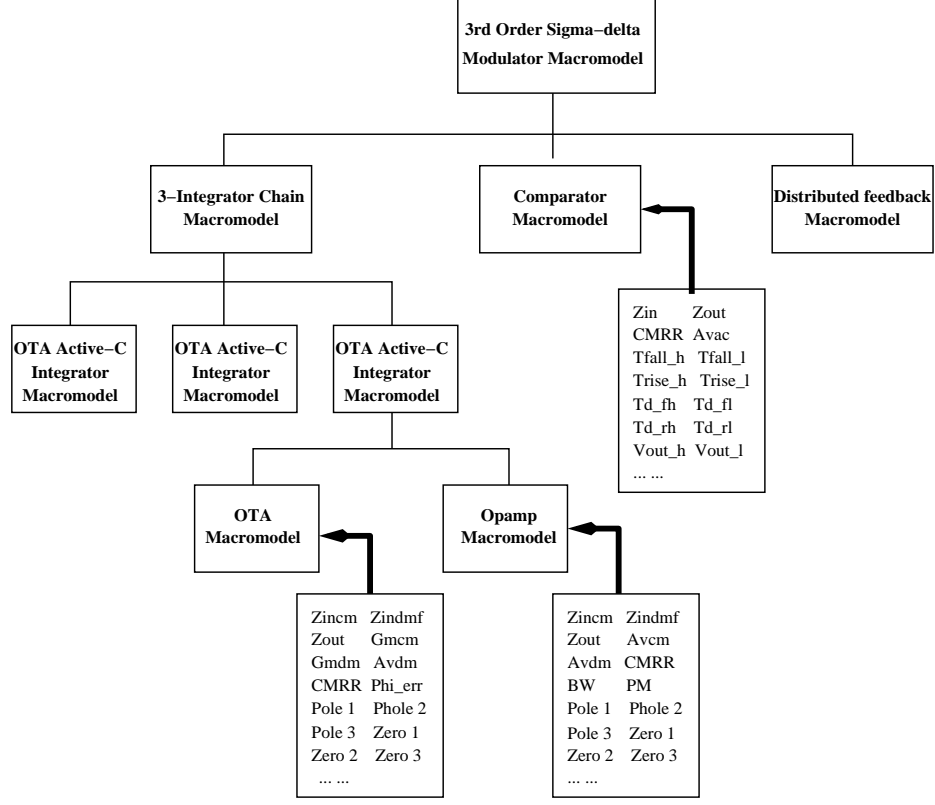 3rd Order Sigma−delta
Modulator Macromodel
3−Integrator Chain
Macromodel
Comparator
Macromodel
Distributed feedback
Macromodel
OTA Active−C
Integrator
Macromodel
OTA Active−C
Integrator
Macromodel
OTA Active−C
Integrator
Macromodel
Zin Zout
CMRR Avac
Tfall_h Tfall_l
Trise_h Trise_l
Td_fh Td_fl
Td_rh Td_rl
Vout_h Vout_l
... ...
OTA
Macromodel
Opamp
Macromodel
Zincm Zindmf
Zout Gmcm
Gmdm Avdm
CMRR Phi_err
Pole 1 Phole 2
Pole 3 Zero 1
Zero 2 Zero 3
... ...
Zincm Zindmf
Zout Avcm
Avdm CMRR
BW PM
Pole 1 Phole 2
Pole 3 Zero 1
Zero 2 Zero 3
... ...